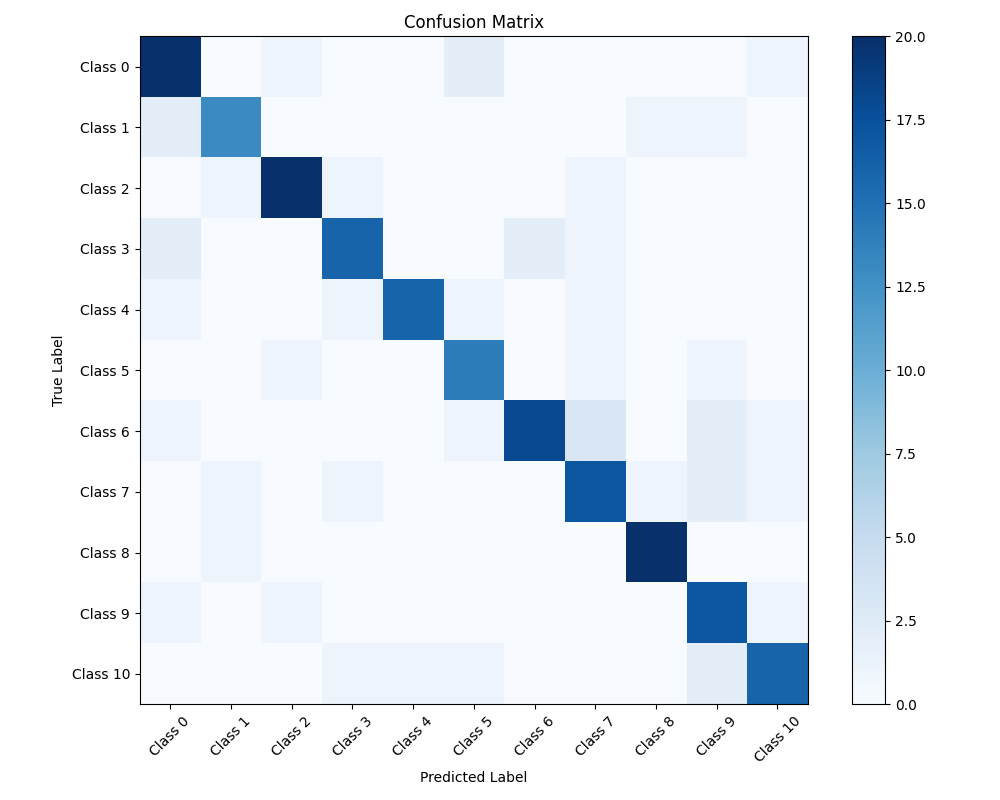 Confusion Matrix
Class 0
Class 1
Class 2
Class 3
Class 4
Class 5
Class 6
Class 7
Class 8
Class 9
Class 10
True Label
Class 0
Class 1
Class 2
Class 3
Class 4
Class 5
Class 6
Class 7
Class 8
Class 9
Class 10
Predicted Label
20.0
17.5
15.0
12.5
10.0
7.5
5.0
2.5
0.0